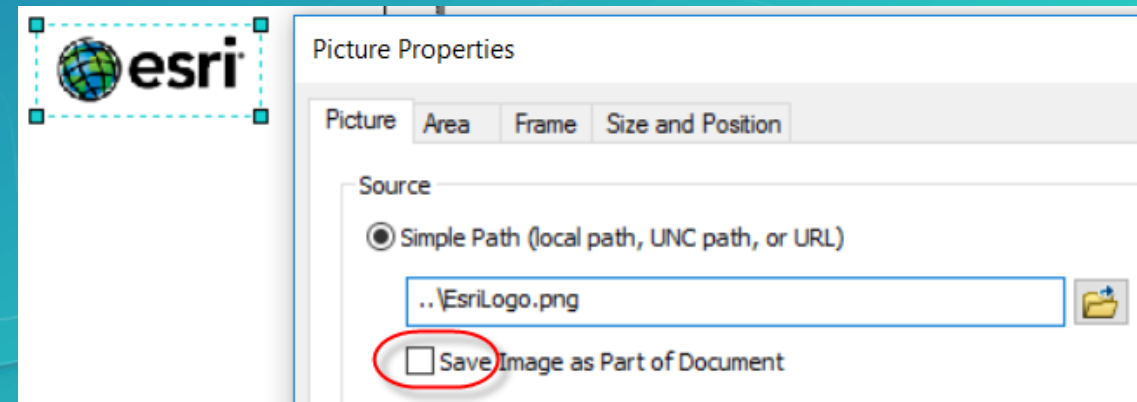 esri
Picture Properties
Picture Area Frame Size and Position
Source
Simple Path (local path, UNC path, or URL)
..\EsriLogo.png
Save Image as Part of Document